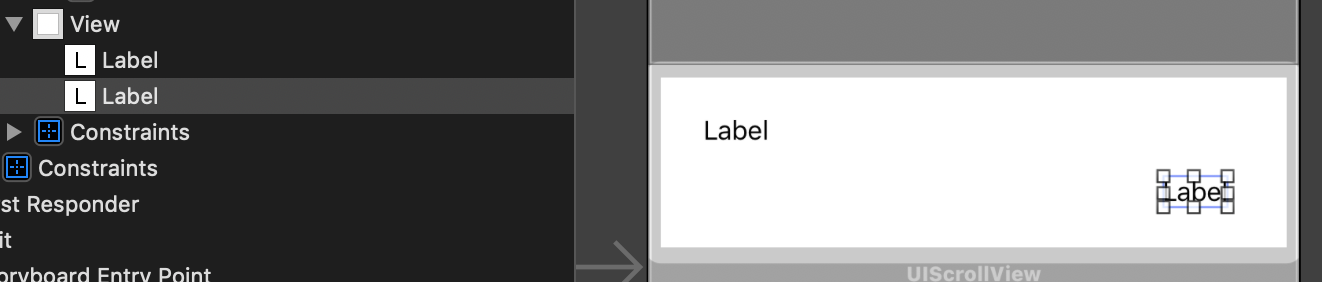 View
L Label
L Label
Constraints
Constraints
st Responder
it
oryboard Entry Point
Label
Label
UIScrollView